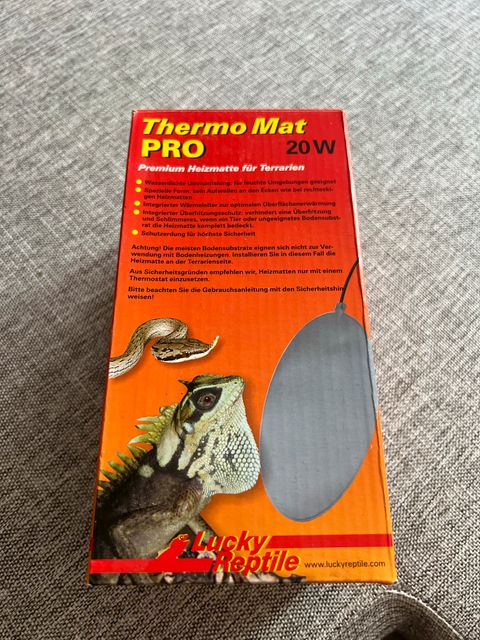 Thermo Mat
PRO 20 W
Premium Heizmatte für Terrarien
Wasserdichte Ummantelung: für feuchte Umgebungen geeignet
Spezielle Form, kein Aufwellen an den Ecken wie bei rechtecki-
gen Heizmatten
Integrierter Wärmeleiter zur optimalen Oberflächenerwärmung
Integrierter Überhitzungsschutz: verhindert eine Überhitzung
und Schlimmeres, wenn ein Tier oder ungeeignetes Bodensubst-
rat die Heizmatte komplett bedeckt.
Schutzerdung für höchste Sicherheit
Achtung! Die meisten Bodensubstrate eignen sich nicht zur Ver-
wendung mit Bodenheizungen. Installieren Sie in diesem Fall die
Heizmatte an der Terrarienseite.
Aus Sicherheitsgründen empfehlen wir, Heizmatten nur mit einem
Thermostat einzusetzen.
Bitte beachten Sie die Gebrauchsanleitung mit den Sicherheitshin
weisen!
Lucky
Reptile
www.luckyreptile.com